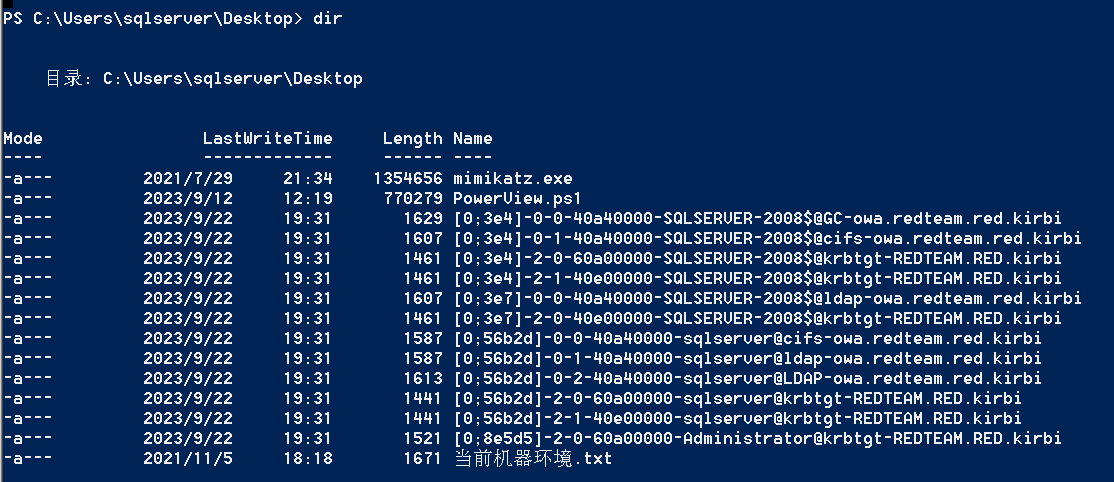 PS C:\Users\sqlserver\Desktop> dir
目录: C:\Users\sqlserver\Desktop
Mode LastWriteTime Length Name
---- ------------- ------ ----
-a--- 2021/7/29 21:34 1354656 mimikatz.exe
-a--- 2023/9/12 12:19 770279 PowerView.ps1
-a--- 2023/9/22 19:31 1629 [0;3e4]-0-0-40a40000-SQLSERVER-2008$@GC-owa.redteam.red.kirbi
-a--- 2023/9/22 19:31 1607 [0;3e4]-0-1-40a40000-SQLSERVER-2008$@cifs-owa.redteam.red.kirbi
-a--- 2023/9/22 19:31 1461 [0;3e4]-2-0-60a00000-SQLSERVER-2008$@krbtgt-REDTEAM.RED.kirbi
-a--- 2023/9/22 19:31 1461 [0;3e4]-2-1-40e00000-SQLSERVER-2008$@krbtgt-REDTEAM.RED.kirbi
-a--- 2023/9/22 19:31 1607 [0;3e7]-0-0-40a40000-SQLSERVER-2008$@ldap-owa.redteam.red.kirbi
-a--- 2023/9/22 19:31 1461 [0;3e7]-2-0-40e00000-SQLSERVER-2008$@krbtgt-REDTEAM.RED.kirbi
-a--- 2023/9/22 19:31 1587 [0;56b2d]-0-0-40a40000-sqlserver@cifs-owa.redteam.red.kirbi
-a--- 2023/9/22 19:31 1587 [0;56b2d]-0-1-40a40000-sqlserver@ldap-owa.redteam.red.kirbi
-a--- 2023/9/22 19:31 1613 [0;56b2d]-0-2-40a40000-sqlserver@LDAP-owa.redteam.red.kirbi
-a--- 2023/9/22 19:31 1441 [0;56b2d]-2-0-60a00000-sqlserver@krbtgt-REDTEAM.RED.kirbi
-a--- 2023/9/22 19:31 1441 [0;56b2d]-2-1-40e00000-sqlserver@krbtgt-REDTEAM.RED.kirbi
-a--- 2023/9/22 19:31 1521 [0;8e5d5]-2-0-60a00000-Administrator@krbtgt-REDTEAM.RED.kirbi
-a--- 2021/11/5 18:18 1671 当前机器环境.txt